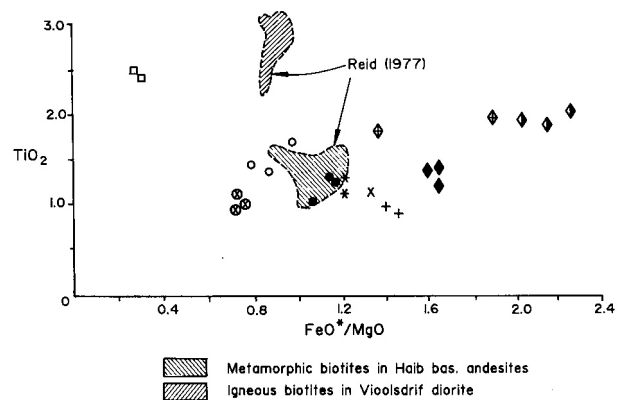 3.0
Reid (1977)
2.0
TiO2
1.0
0
0.4
0.8
1.2
1.6
2.0
2.4
FeO*/MgO
Metamorphic biotites in Haib bas. andesites
Igneous biotites in Vioolsdrif diorite